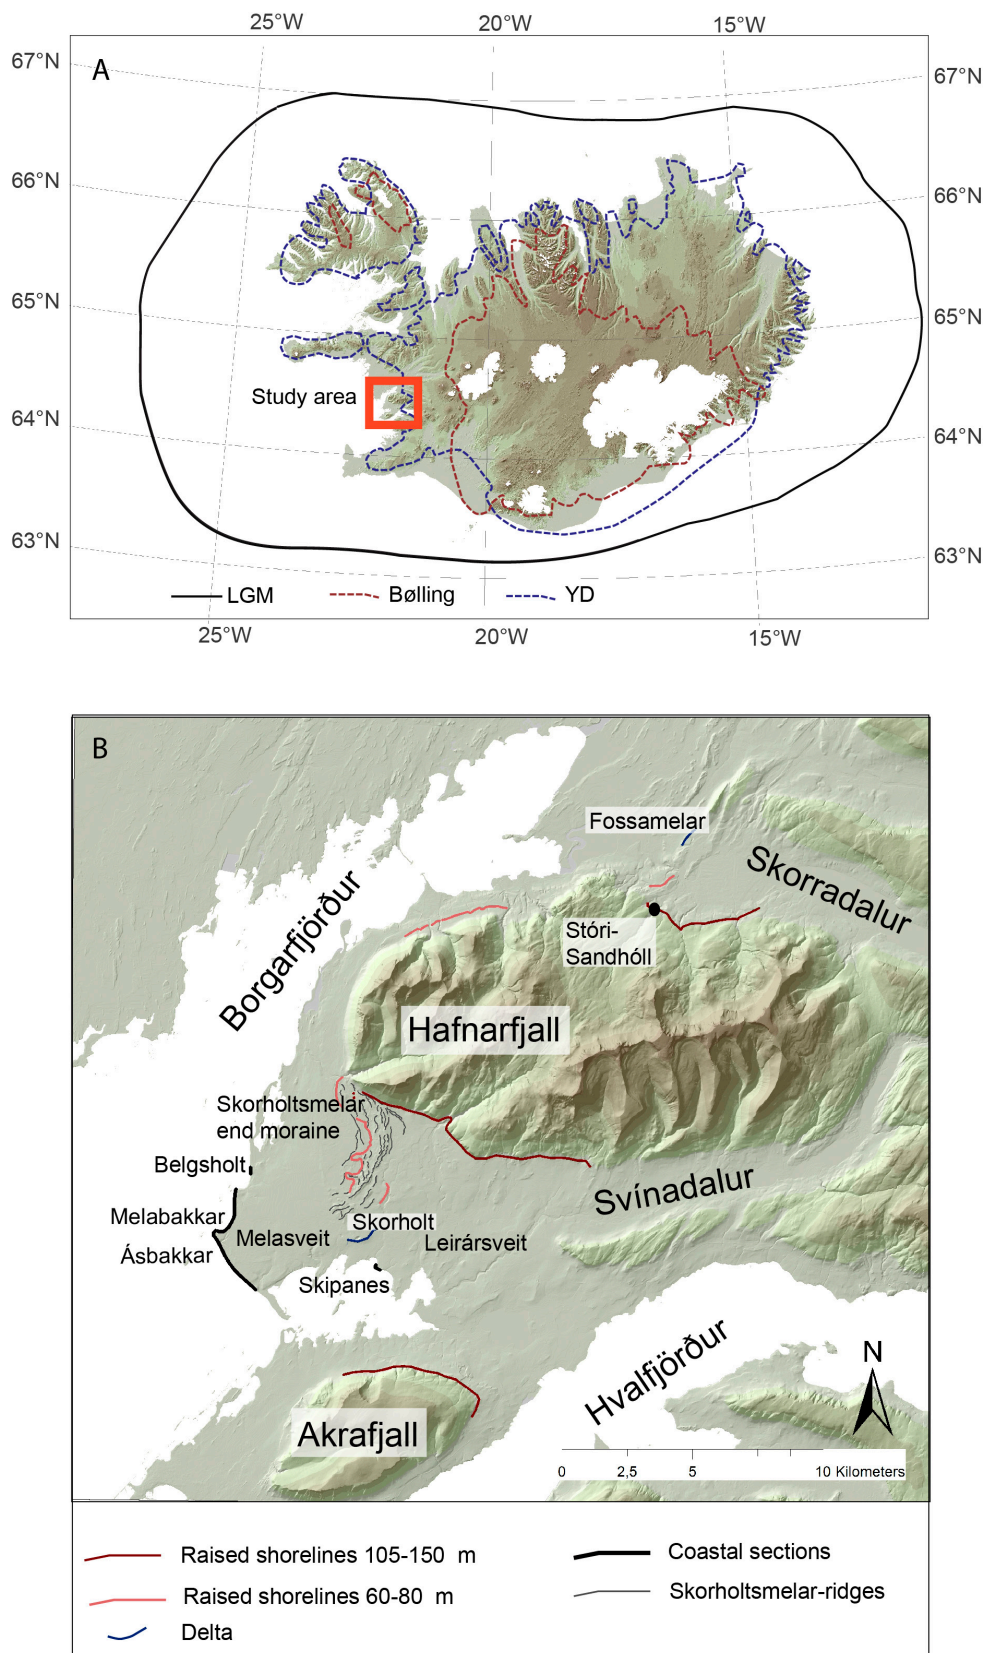 25°W 20°W 15°W
A
67°N 67°N
66°N 66°N
65°N 65°N
Study area
64°N 64°N
63°N 63°N
LGM Bølling YD
25°W 20°W 15°W
B
Fossamelar
Skorradalur
Borgarfjörður
Stóri-
Sandhóll
Hafnarfjall
Skorholtsmelar
end moraine
Belgsholt
Svínadalur
Melabakkar
Skorholt
Melasveit
Leirársveit
Ásbakkar
Skipanes
Hvalfjörður
N
Akrafjall
0 2,5 5 10 Kilometers
Raised shorelines 105-150 m
Coastal sections
Raised shorelines 60-80 m
Skorholtsmelar-ridges
Delta